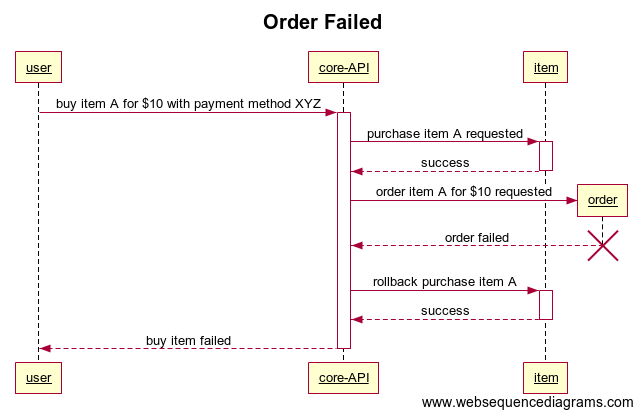 Order Failed
user
core-API
item
buy item A for $10 with payment method XYZ
purchase item A requested
success
order item A for $10 requested
order
order failed
rollback purchase item A
success
buy item failed
user
core-API
item
www.websequencediagrams.com